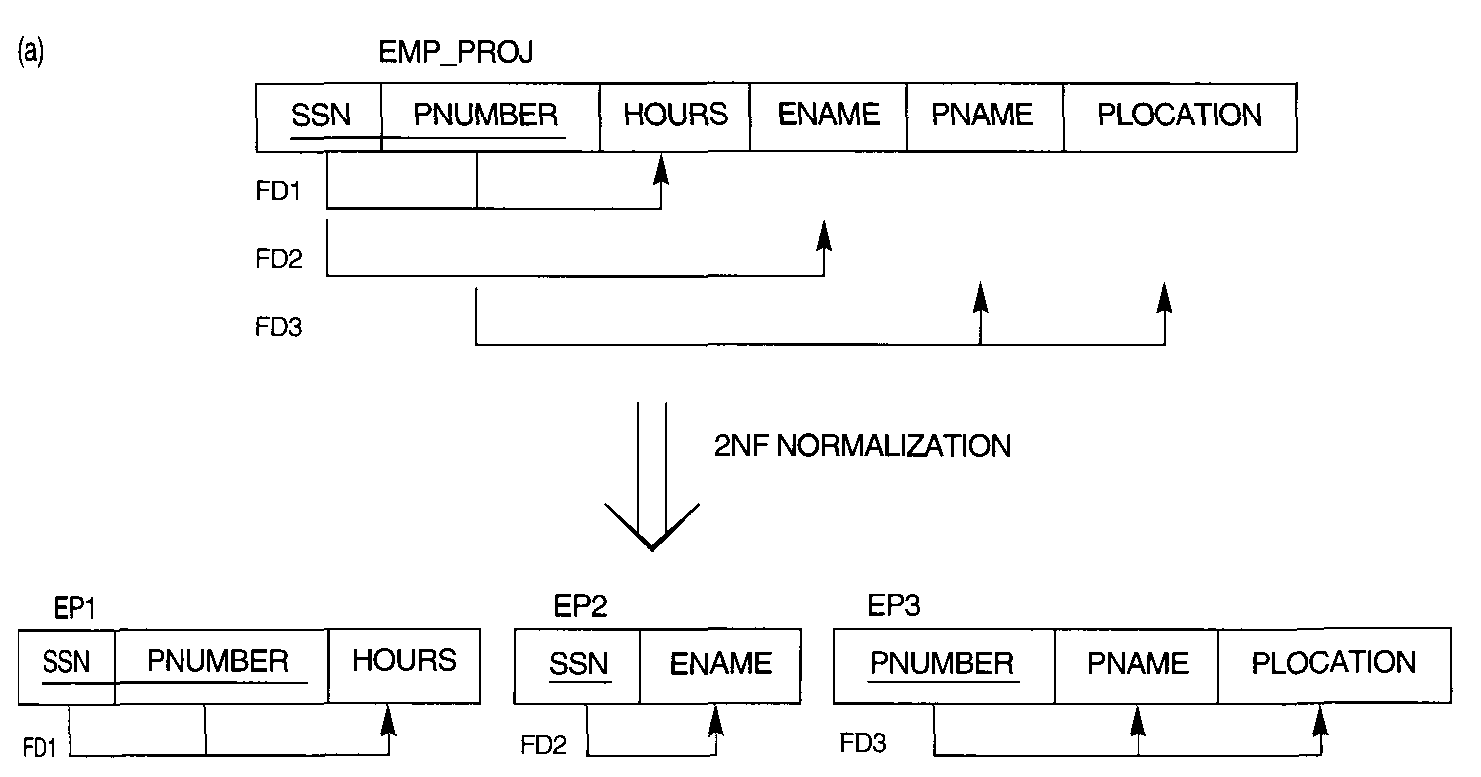 (a)
EMP_PROJ
SSN PNUMBER HOURS ENAME PNAME PLOCATION
FD1
FD2
FD3
2NF NORMALIZATION
EP1
SSN PNUMBER HOURS
FD1
EP2
SSN ENAME
FD2
EP3
PNUMBER PNAME PLOCATION
FD3